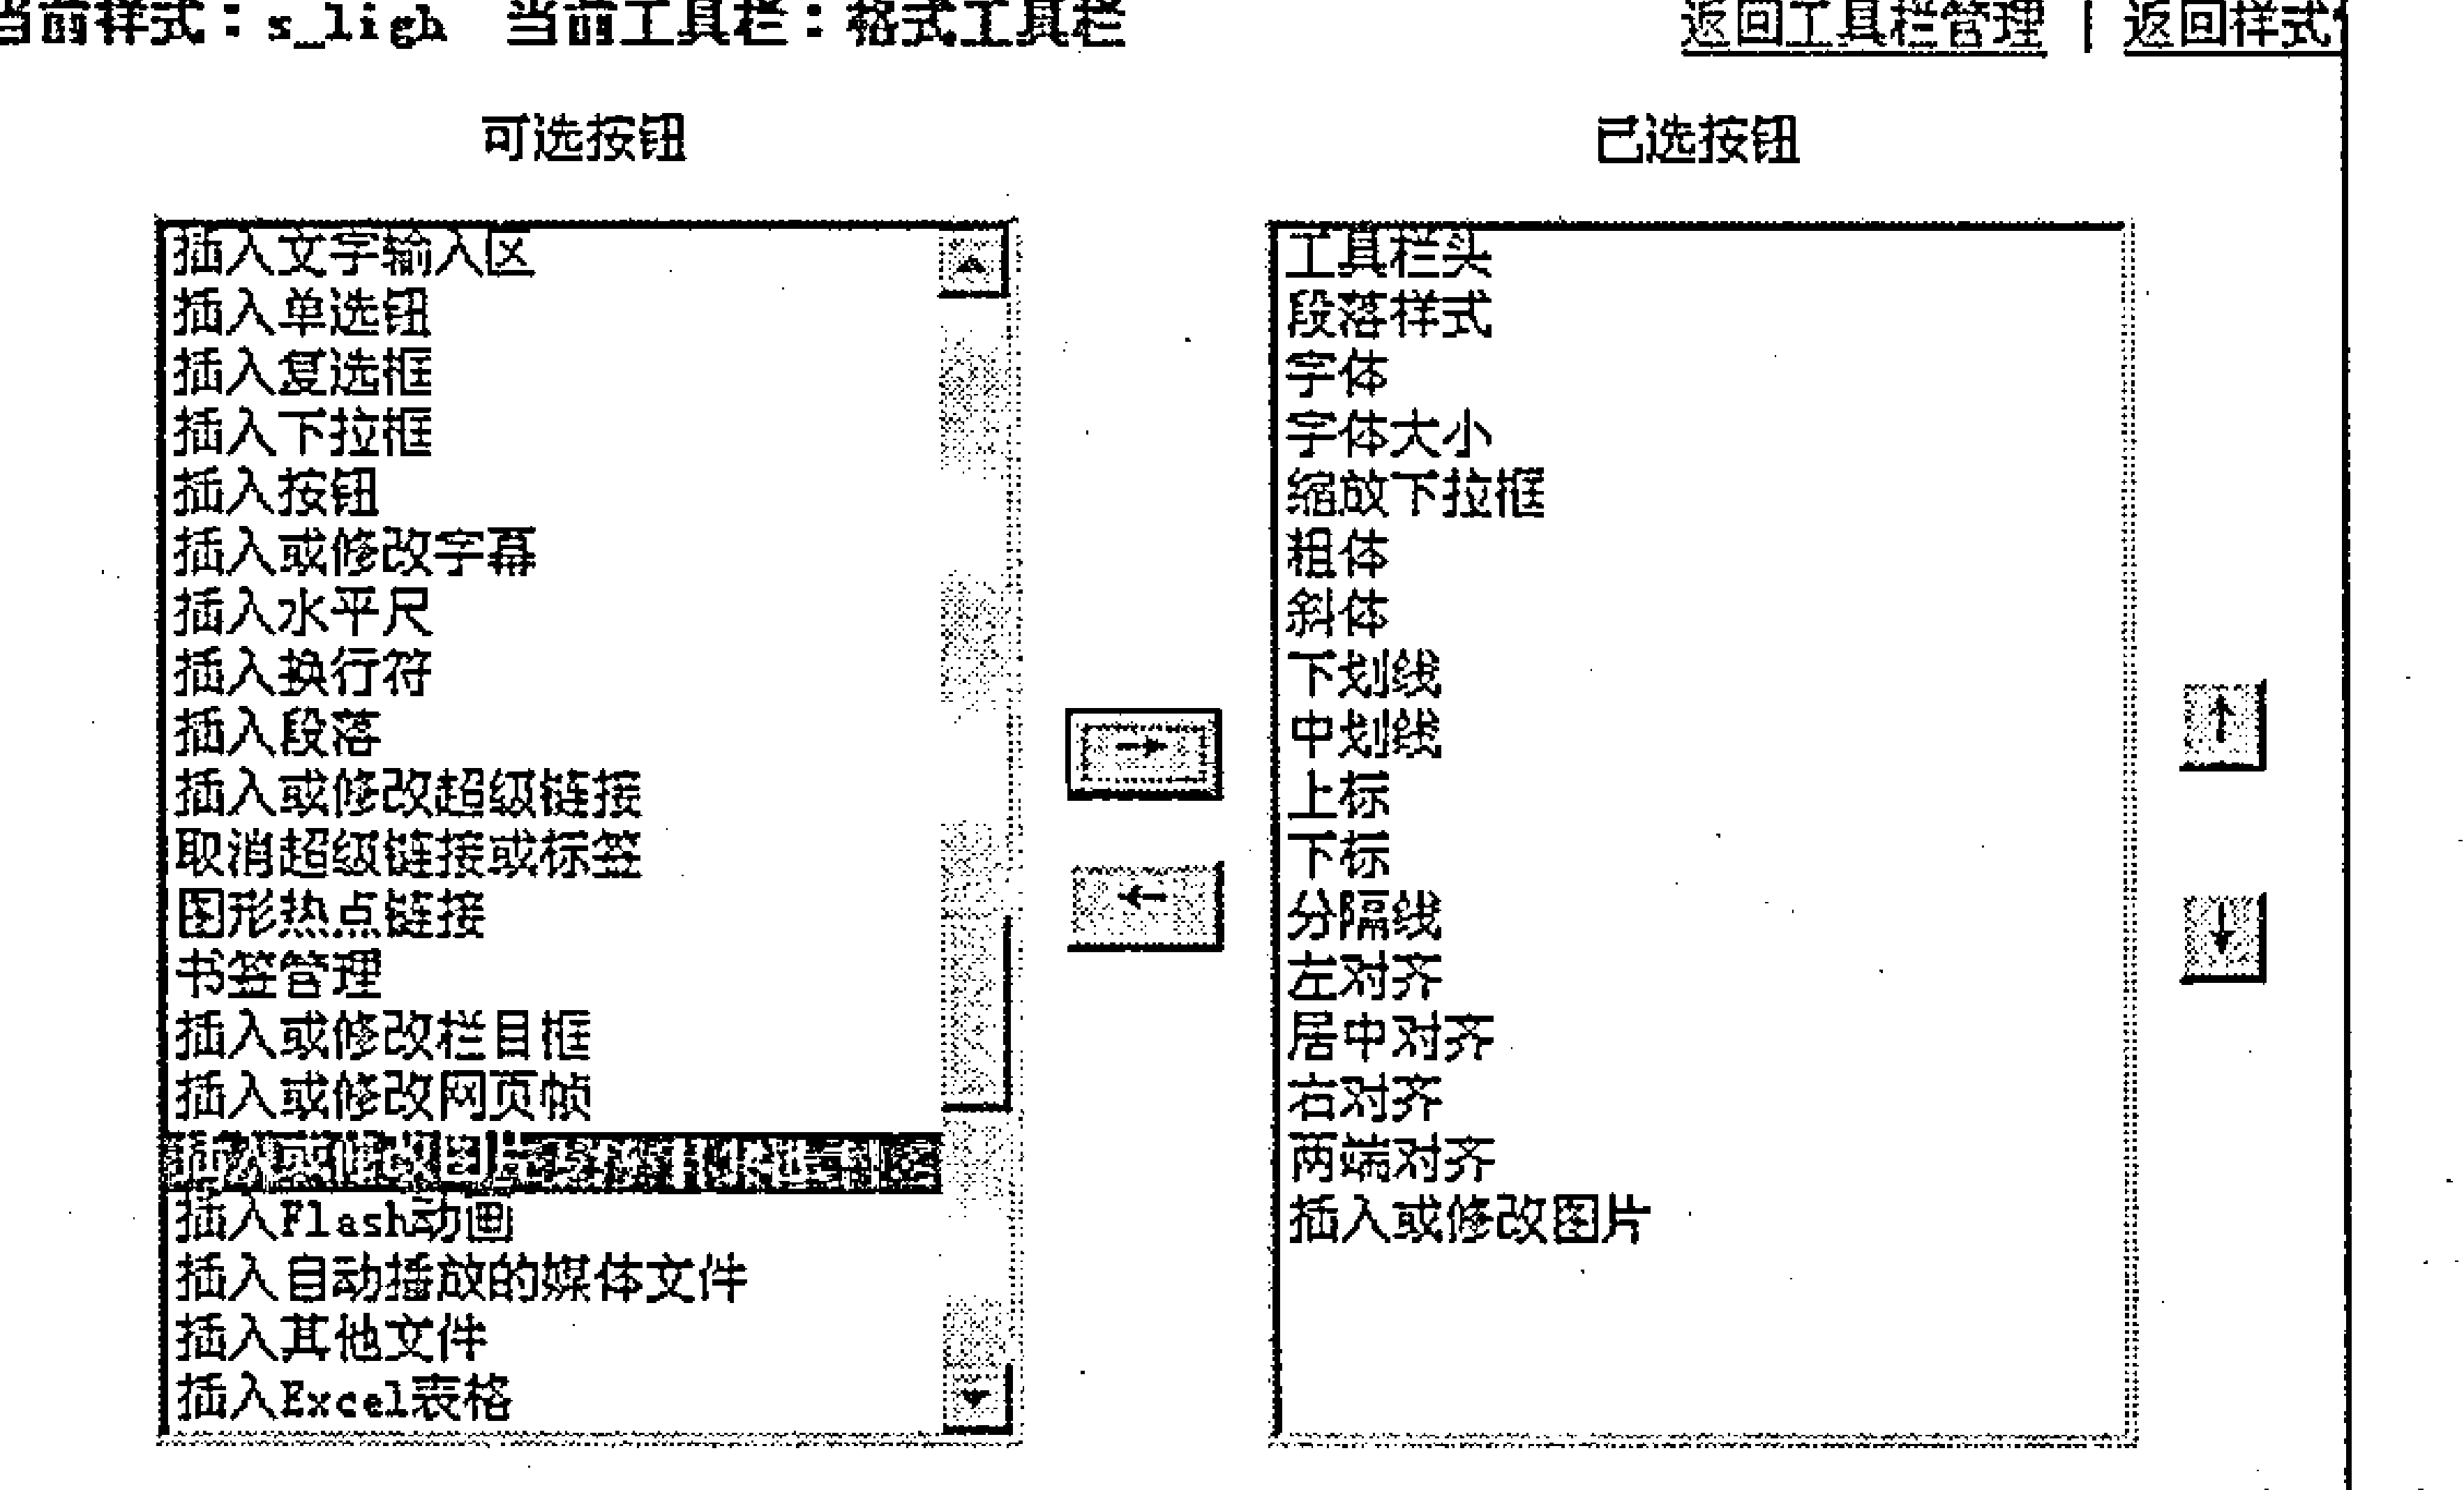 当前样式：s_ligh 当前工具栏：格式工具栏
返回工具栏管理 | 返回样式
可选按钮
插入文字输入区
插入单选钮
插入复选框
插入下拉框
插入按钮
插入或修改字幕
插入水平尺
插入换行符
插入段落
插入或修改超级链接
取消超级链接或标签
图形热点链接
书签管理
插入或修改栏目框
插入或修改网页帧
插入或修改图片
插入Flash动画
插入自动播放的媒体文件
插入其他文件
插入Excel表格
→
←
已选按钮
工具栏头
段落样式
字体
字体大小
缩放下拉框
粗体
斜体
下划线
中划线
上标
下标
分隔线
左对齐
居中对齐
右对齐
两端对齐
插入或修改图片
↑
↓